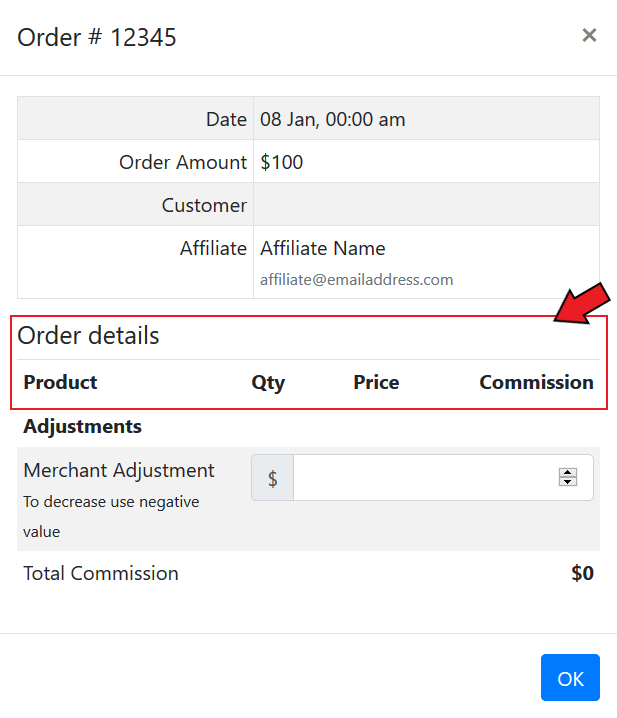 Order # 12345 ×
Date 08 Jan, 00:00 am
Order Amount $100
Customer
Affiliate Affiliate Name
affiliate@emailaddress.com
Order details
Product Qty Price Commission
Adjustments
Merchant Adjustment $
To decrease use negative
value
Total Commission $0
OK